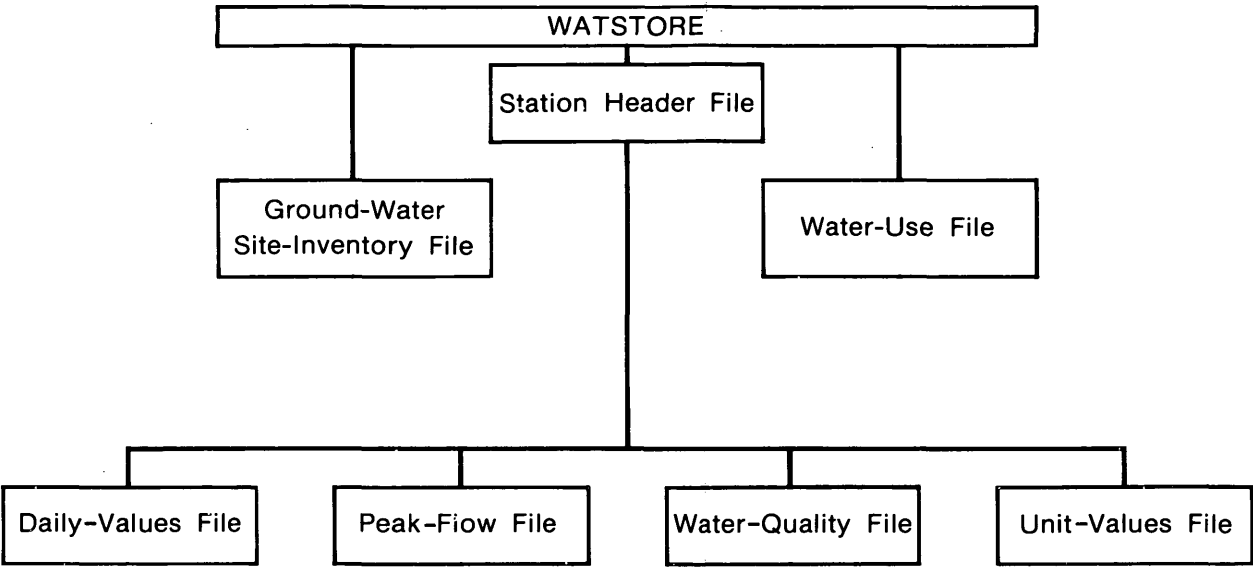 WATSTORE
Station Header File
Ground-Water
Site-Inventory File
Water-Use File
Daily-Values File
Peak-Flow File
Water-Quality File
Unit-Values File